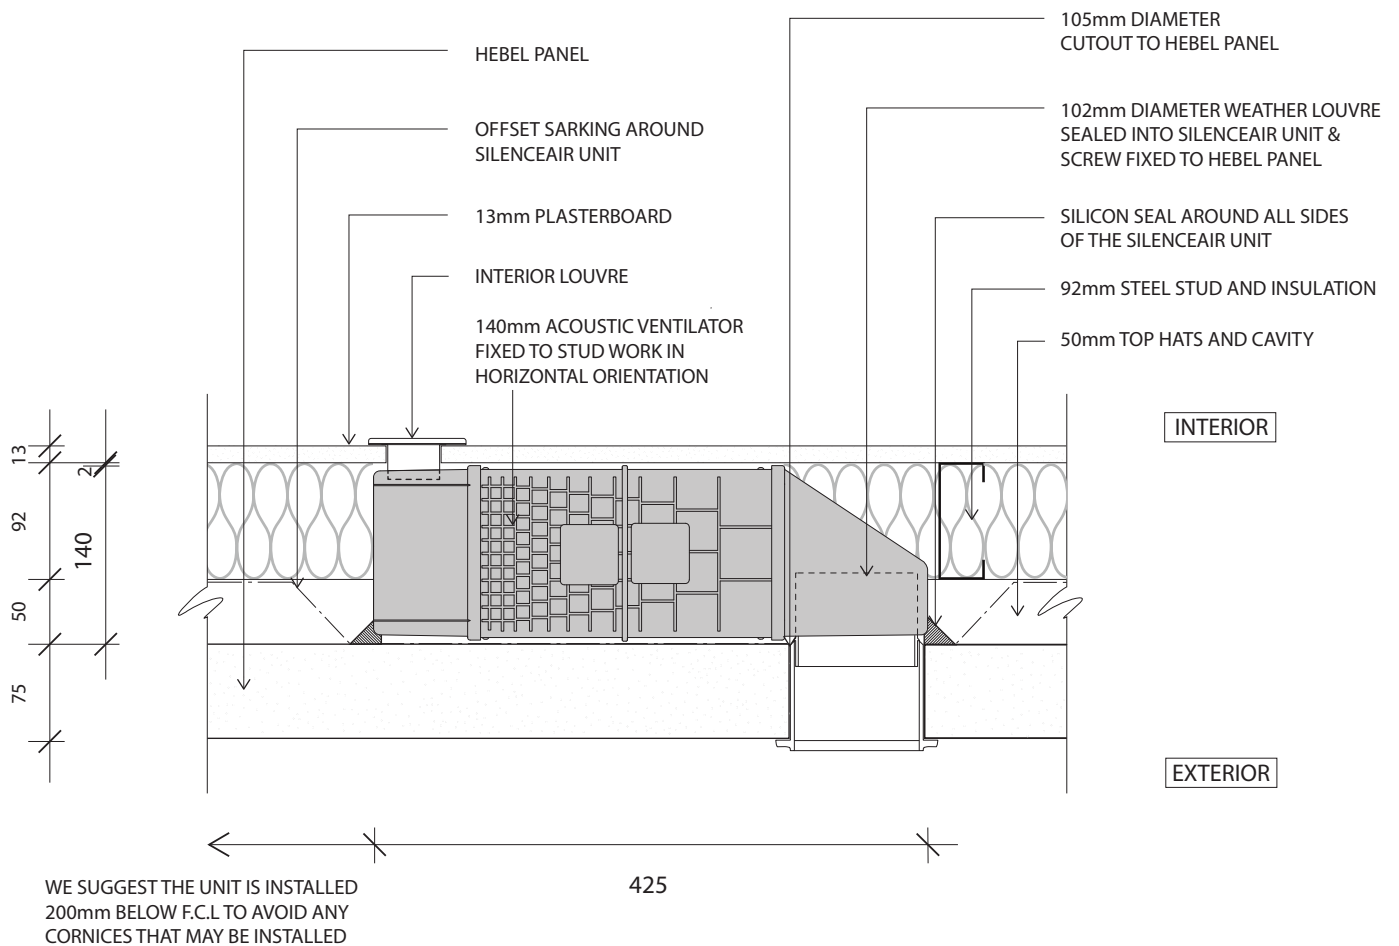 HEBEL PANEL
OFFSET SARKING AROUND
SILENCEAIR UNIT
13mm PLASTERBOARD
INTERIOR LOUVRE
140mm ACOUSTIC VENTILATOR
FIXED TO STUD WORK IN
HORIZONTAL ORIENTATION
105mm DIAMETER
CUTOUT TO HEBEL PANEL
102mm DIAMETER WEATHER LOUVRE
SEALED INTO SILENCEAIR UNIT &
SCREW FIXED TO HEBEL PANEL
SILICON SEAL AROUND ALL SIDES
OF THE SILENCEAIR UNIT
92mm STEEL STUD AND INSULATION
50mm TOP HATS AND CAVITY
INTERIOR
13
2
92
140
50
75
EXTERIOR
425
WE SUGGEST THE UNIT IS INSTALLED
200mm BELOW F.C.L TO AVOID ANY
CORNICES THAT MAY BE INSTALLED